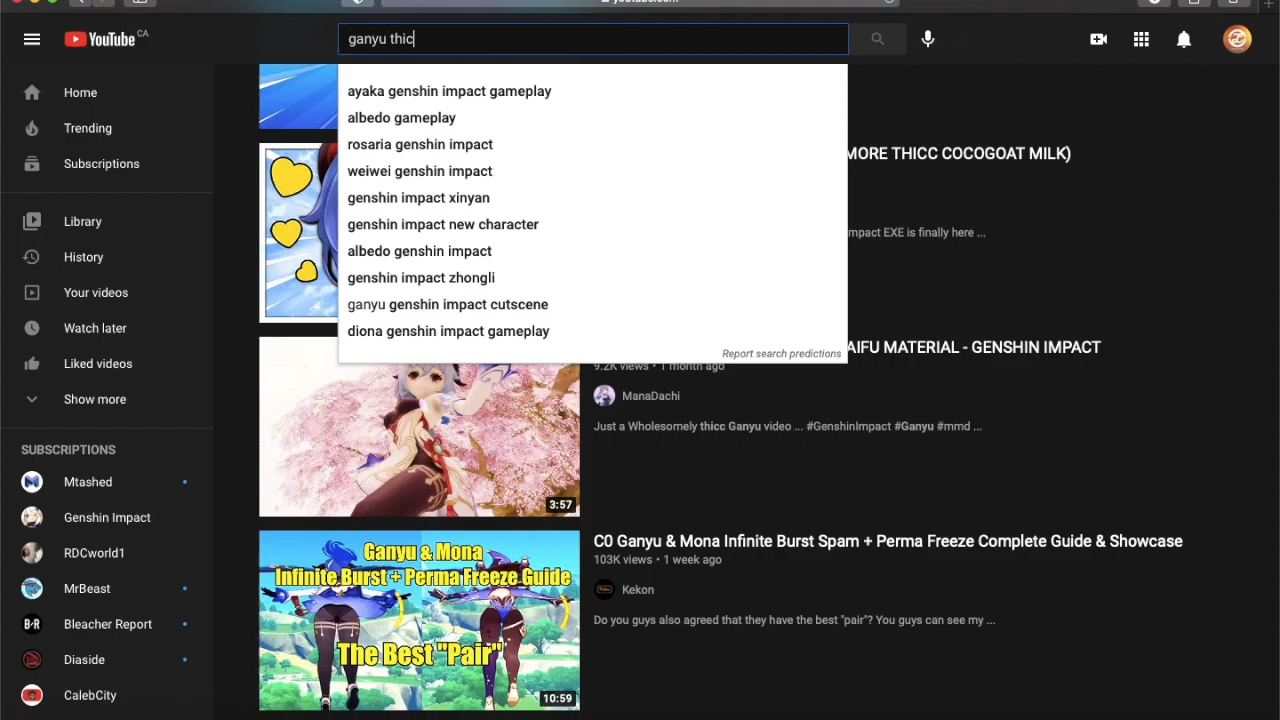 youtube.com
YouTube CA
ganyu thic
Home
Trending
Subscriptions
Library
History
Your videos
Watch later
Liked videos
Show more
SUBSCRIPTIONS
Mtashed
Genshin Impact
RDCworld1
MrBeast
B/R Bleacher Report
Diaside
CalebCity
ayaka genshin impact gameplay
albedo gameplay
rosaria genshin impact
weiwei genshin impact
genshin impact xinyan
genshin impact new character
albedo genshin impact
genshin impact zhongli
ganyu genshin impact cutscene
diona genshin impact gameplay
Report search predictions
MORE THICC COCOGOAT MILK)
impact EXE is finally here ...
AIFU MATERIAL - GENSHIN IMPACT
9.2K views • 1 month ago
ManaDachi
Just a Wholesomely thicc Ganyu video ... #GenshinImpact #Ganyu #mmd ...
3:57
Ganyu & Mona
Infinite Burst + Perma Freeze Guide
The Best "Pair"
10:59
C0 Ganyu & Mona Infinite Burst Spam + Perma Freeze Complete Guide & Showcase
103K views • 1 week ago
Kekon
Do you guys also agreed that they have the best "pair"? You guys can see my ...